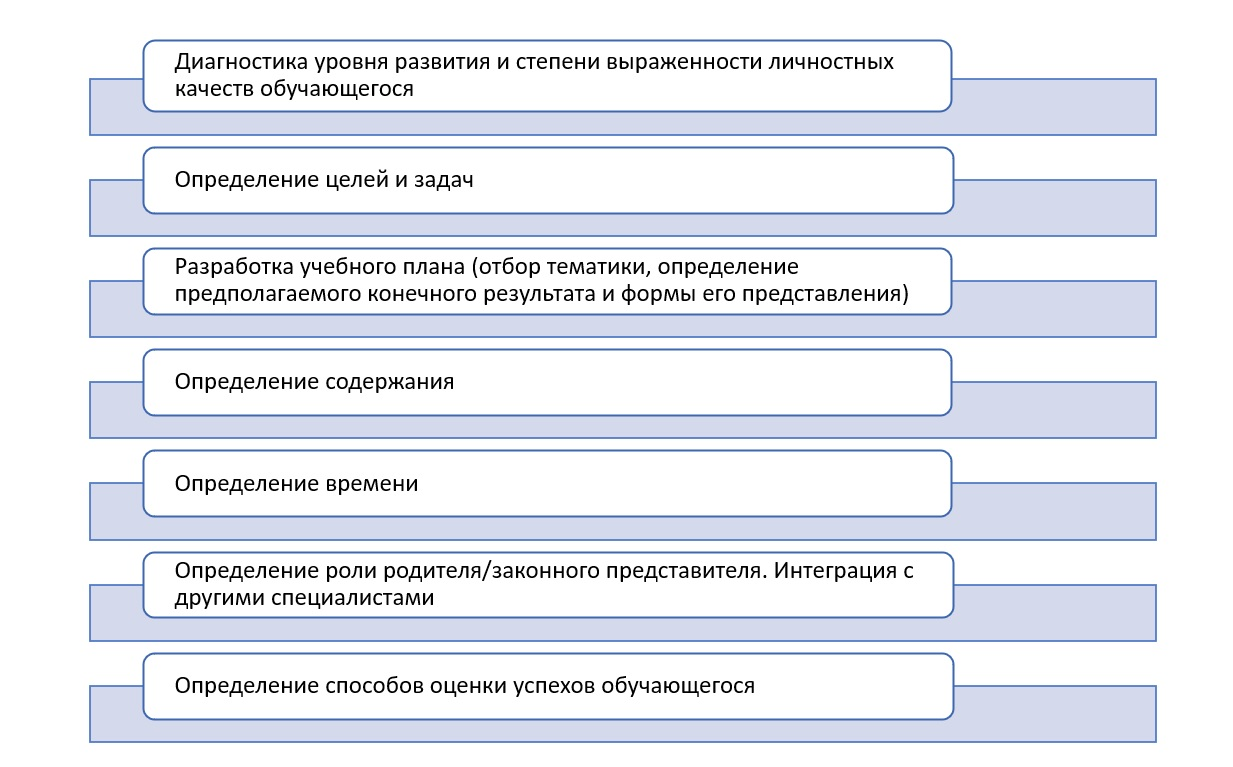 Диагностика уровня развития и степени выраженности личностных
качеств обучающегося
Определение целей и задач
Разработка учебного плана (отбор тематики, определение
предполагаемого конечного результата и формы его представления)
Определение содержания
Определение времени
Определение роли родителя/законного представителя. Интеграция с
другими специалистами
Определение способов оценки успехов обучающегося